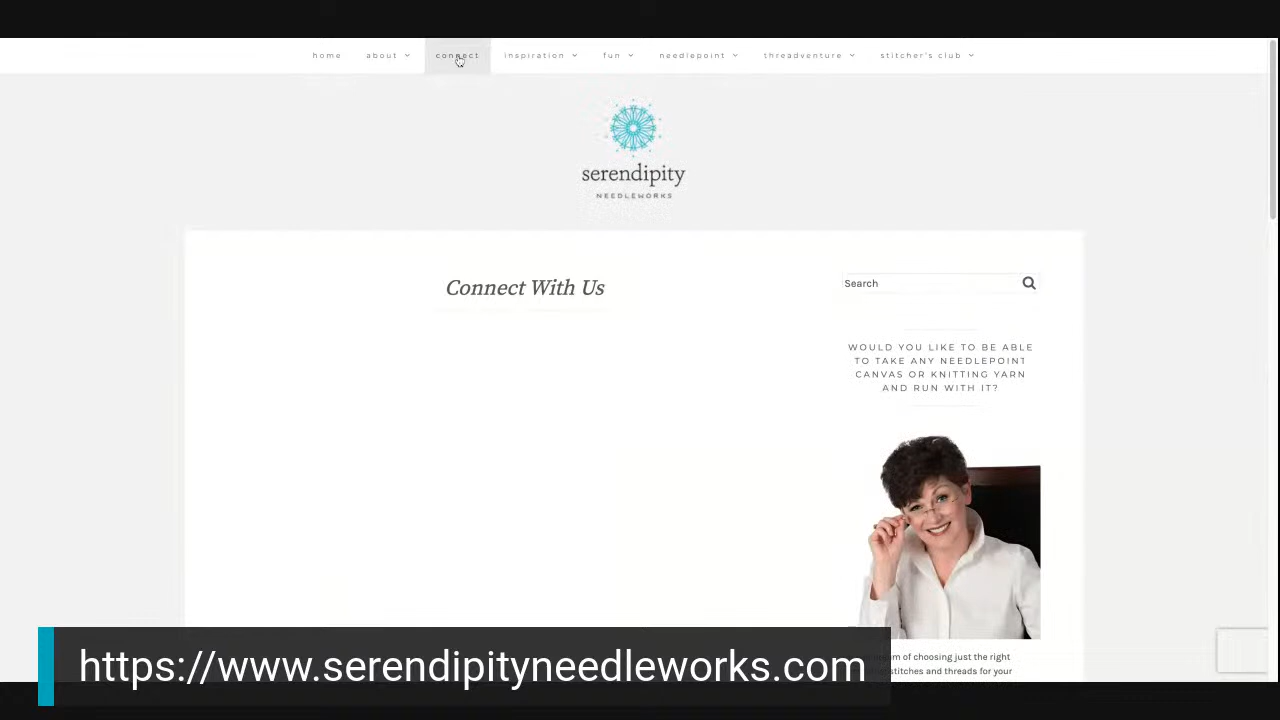 home about connect inspiration fun needlepoint threadventure stitcher's club
serendipity
NEEDLEWORKS
Connect With Us
Search
WOULD YOU LIKE TO BE ABLE
TO TAKE ANY NEEDLEPOINT
CANVAS OR KNITTING YARN
AND RUN WITH IT?
of choosing just the right
stitches and threads for your
https://www.serendipityneedleworks.com